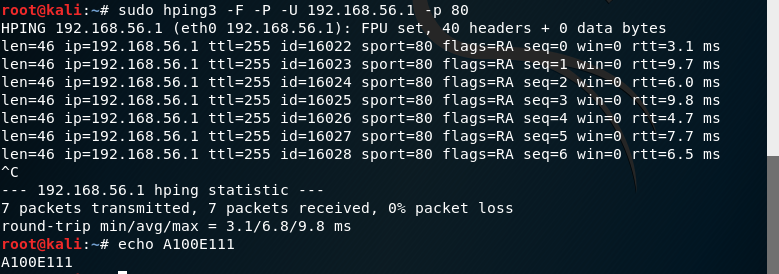 root@kali:~# sudo hping3 -F -P -U 192.168.56.1 -p 80
HPING 192.168.56.1 (eth0 192.168.56.1): FPU set, 40 headers + 0 data bytes
len=46 ip=192.168.56.1 ttl=255 id=16022 sport=80 flags=RA seq=0 win=0 rtt=3.1 ms
len=46 ip=192.168.56.1 ttl=255 id=16023 sport=80 flags=RA seq=1 win=0 rtt=9.7 ms
len=46 ip=192.168.56.1 ttl=255 id=16024 sport=80 flags=RA seq=2 win=0 rtt=6.0 ms
len=46 ip=192.168.56.1 ttl=255 id=16025 sport=80 flags=RA seq=3 win=0 rtt=9.8 ms
len=46 ip=192.168.56.1 ttl=255 id=16026 sport=80 flags=RA seq=4 win=0 rtt=4.7 ms
len=46 ip=192.168.56.1 ttl=255 id=16027 sport=80 flags=RA seq=5 win=0 rtt=7.7 ms
len=46 ip=192.168.56.1 ttl=255 id=16028 sport=80 flags=RA seq=6 win=0 rtt=6.5 ms
^C
--- 192.168.56.1 hping statistic ---
7 packets transmitted, 7 packets received, 0% packet loss
round-trip min/avg/max = 3.1/6.8/9.8 ms
root@kali:~# echo A100E111
A100E111